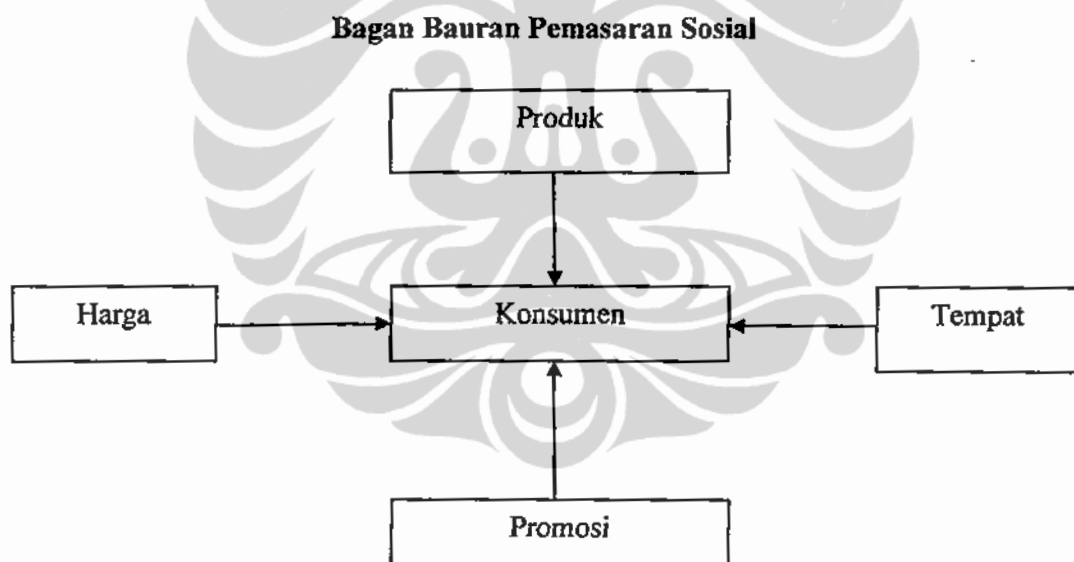 Bagan Bauran Pemasaran Sosial
Produk
Harga
Konsumen
Tempat
Promosi